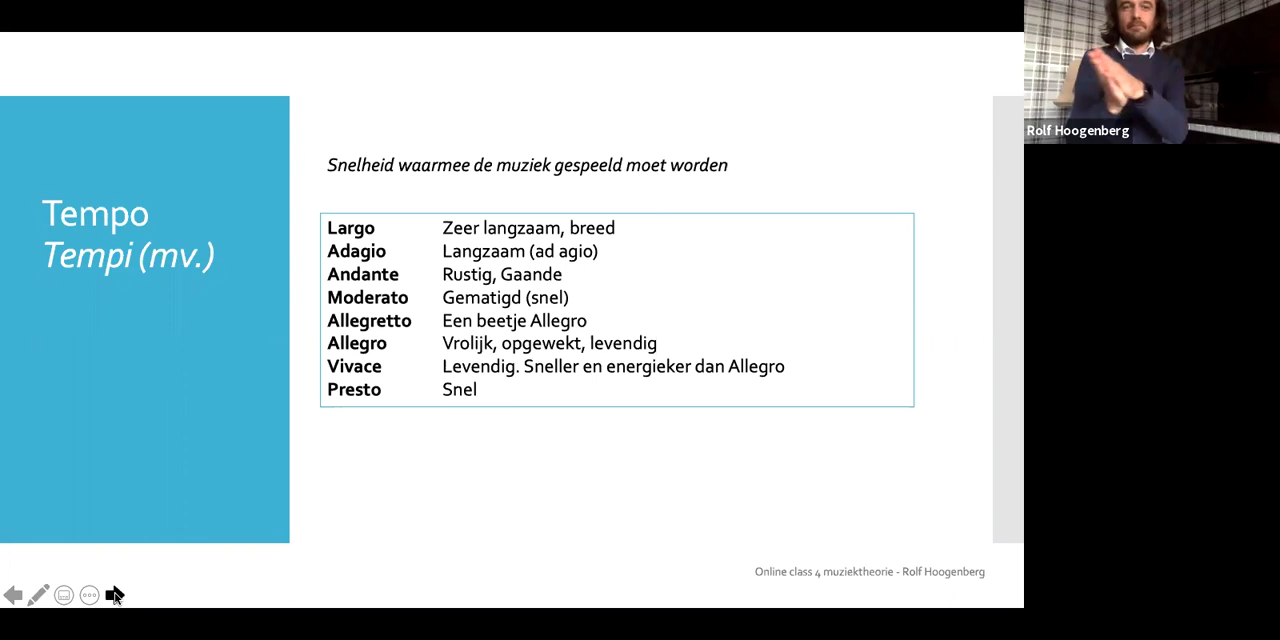 Rolf Hoogenberg
Tempo
Tempi (mv.)
Snelheid waarmee de muziek gespeeld moet worden
Largo Zeer langzaam, breed
Adagio Langzaam (ad agio)
Andante Rustig, Gaande
Moderato Gematigd (snel)
Allegretto Een beetje Allegro
Allegro Vrolijk, opgewekt, levendig
Vivace Levendig. Sneller en energieker dan Allegro
Presto Snel
Online class 4 muziektheorie - Rolf Hoogenberg